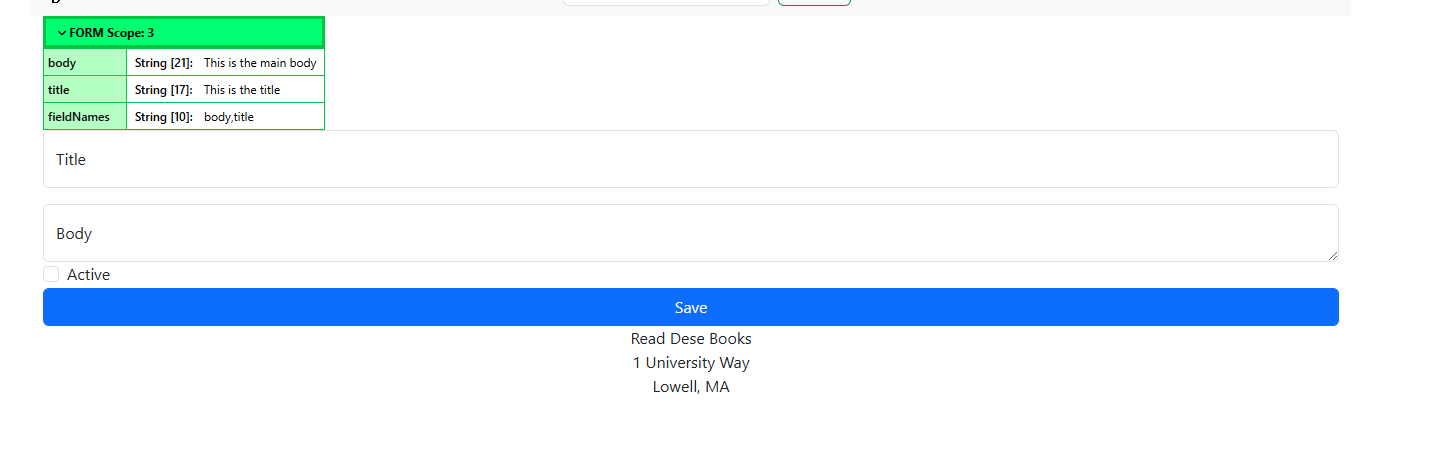 FORM Scope: 3
body String [21]: This is the main body
title String [17]: This is the title
fieldNames String [10]: body,title
Title
Body
Active
Save
Read Dese Books
1 University Way
Lowell, MA